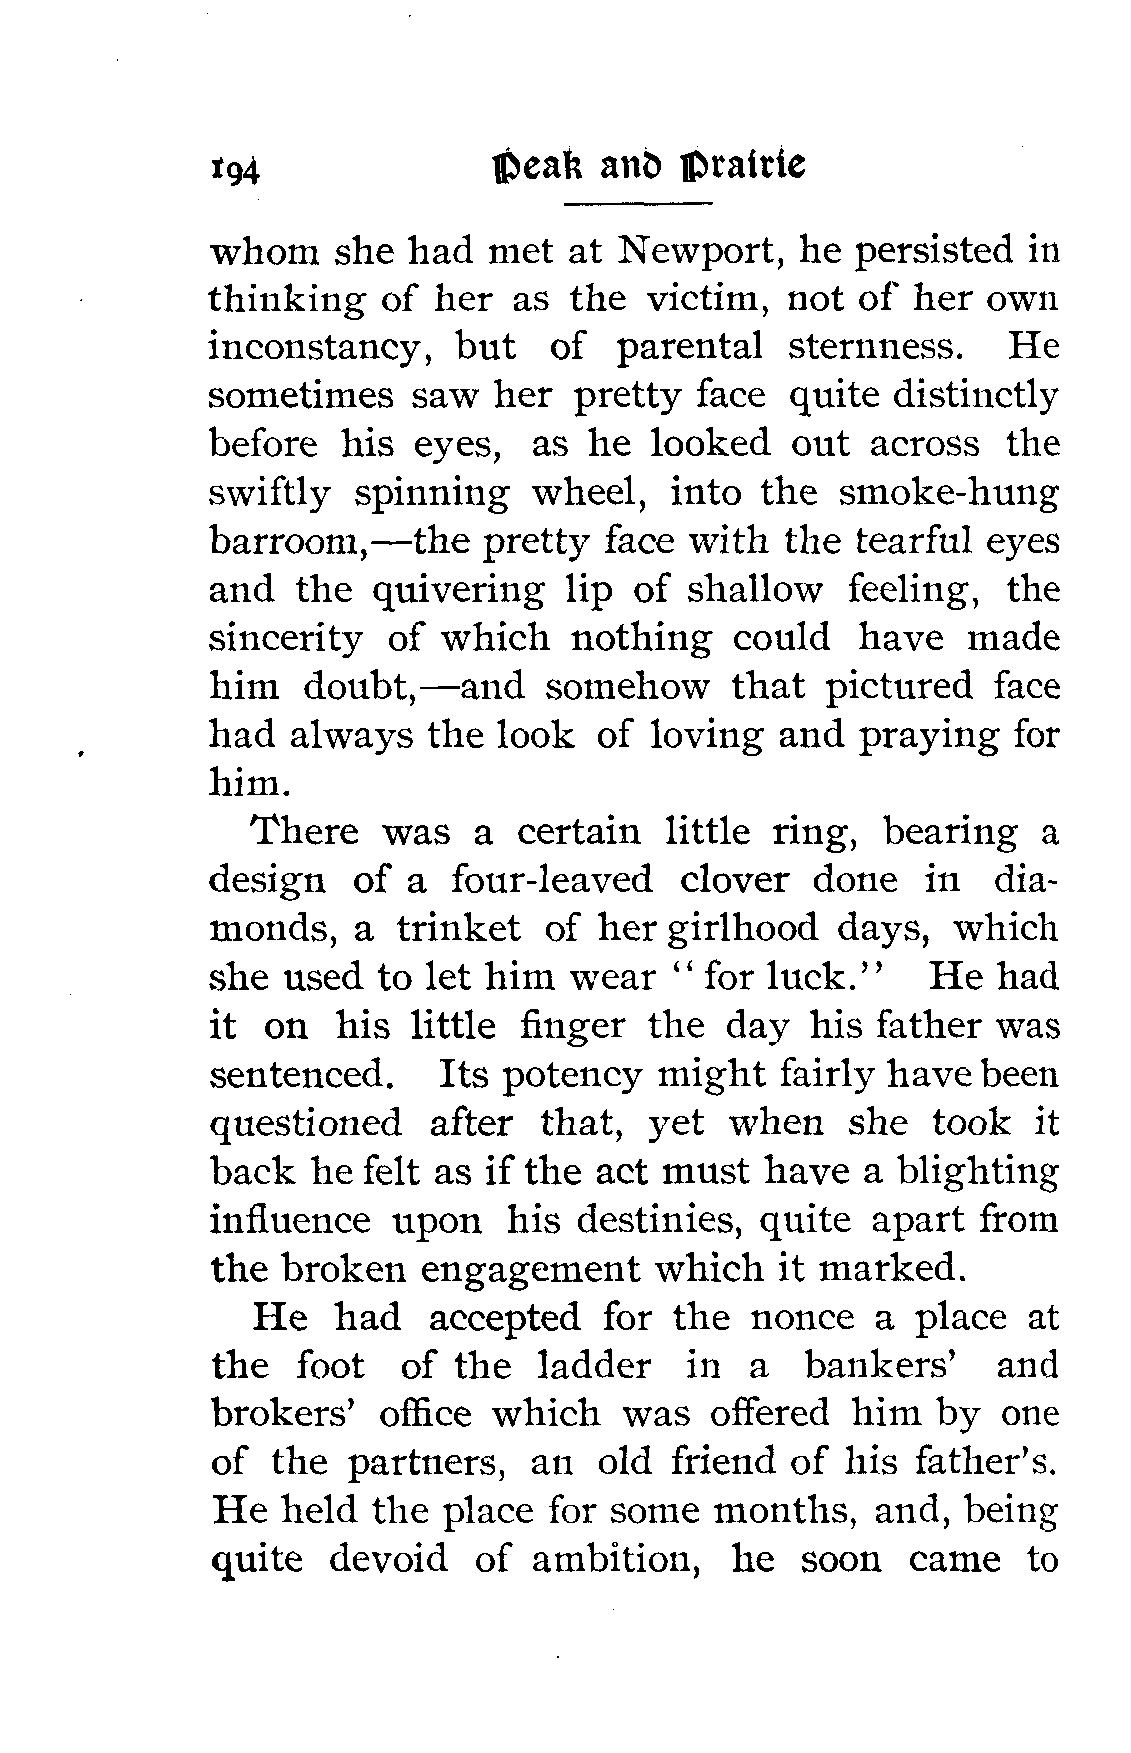 194 Peak and Prairie
whom she had met at Newport, he persisted in
thinking of her as the victim, not of her own
inconstancy, but of parental sternness. He
sometimes saw her pretty face quite distinctly
before his eyes, as he looked out across the
swiftly spinning wheel, into the smoke-hung
barroom,—the pretty face with the tearful eyes
and the quivering lip of shallow feeling, the
sincerity of which nothing could have made
him doubt,—and somehow that pictured face
had always the look of loving and praying for
him.
There was a certain little ring, bearing a
design of a four-leaved clover done in dia-
monds, a trinket of her girlhood days, which
she used to let him wear “for luck.” He had
it on his little finger the day his father was
sentenced. Its potency might fairly have been
questioned after that, yet when she took it
back he felt as if the act must have a blighting
influence upon his destinies, quite apart from
the broken engagement which it marked.
He had accepted for the nonce a place at
the foot of the ladder in a bankers' and
brokers' office which was offered him by one
of the partners, an old friend of his father's.
He held the place for some months, and, being
quite devoid of ambition, he soon came to